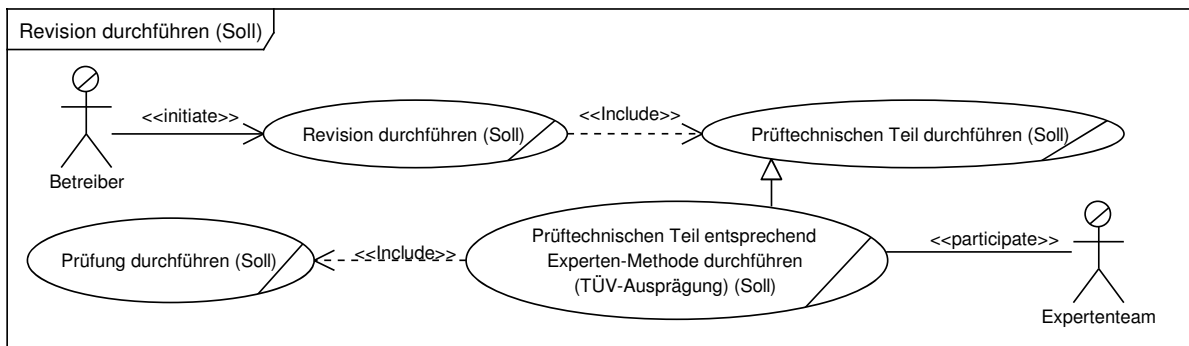 Revision durchführen (Soll)
<<initiate>>
Revision durchführen (Soll)
<<Include>>
Prüftechnischen Teil durchführen (Soll)
Betreiber
Prüfung durchführen (Soll)
<<Include>>
Prüftechnischen Teil entsprechend
Experten-Methode durchführen
(TÜV-Ausprägung) (Soll)
<<participate>>
Expertenteam